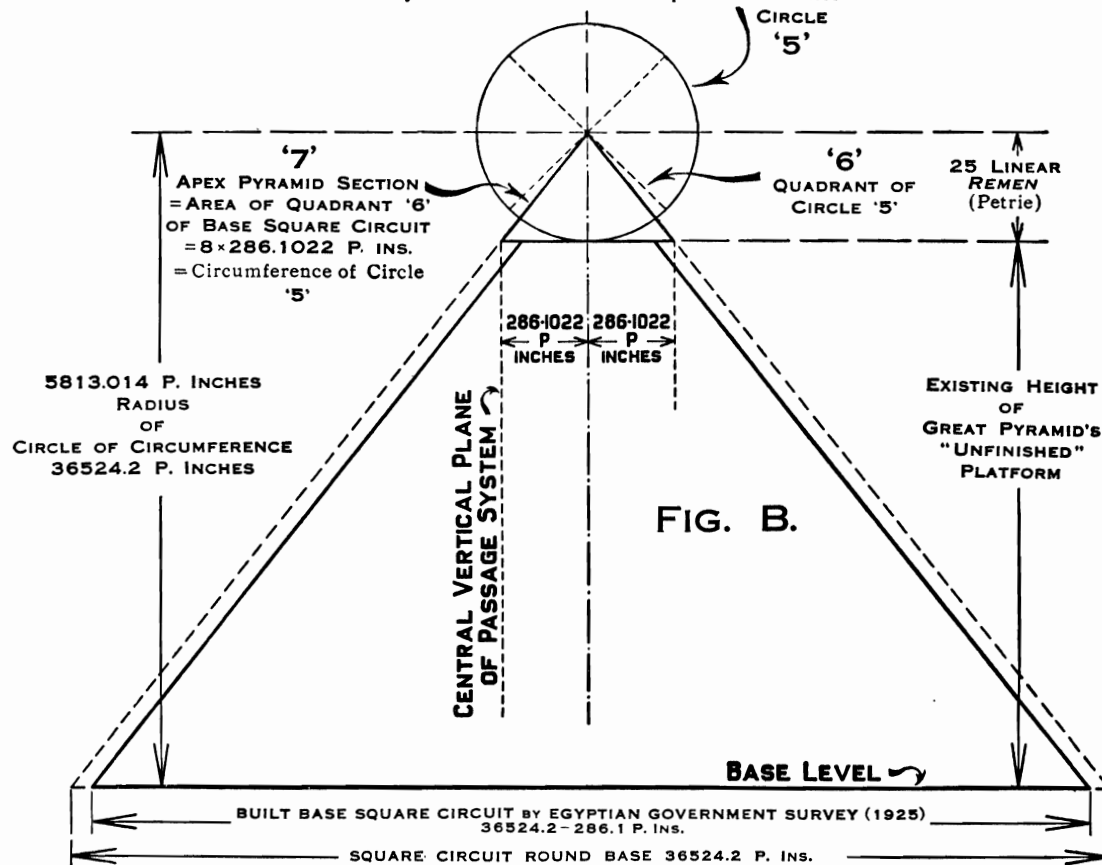 CIRCLE
'5'
'7'
APEX PYRAMID SECTION
=AREA OF QUADRANT '6'
OF BASE SQUARE CIRCUIT
=8×286.1022 P. INS.
=Circumference of Circle
'5'
'6'
QUADRANT OF
CIRCLE '5'
25 LINEAR
REMEN
(Petrie)
286·1022
P
INCHES
286·1022
P
INCHES
5813.014 P. INCHES
RADIUS
OF
CIRCLE OF CIRCUMFERENCE
36524.2 P. INCHES
CENTRAL VERTICAL PLANE
OF PASSAGE SYSTEM
EXISTING HEIGHT
OF
GREAT PYRAMID'S
"UNFINISHED"
PLATFORM
FIG. B.
BASE LEVEL
BUILT BASE SQUARE CIRCUIT BY EGYPTIAN GOVERNMENT SURVEY (1925)
36524.2-286.1 P. INS.
SQUARE CIRCUIT ROUND BASE 36524.2 P. INS.